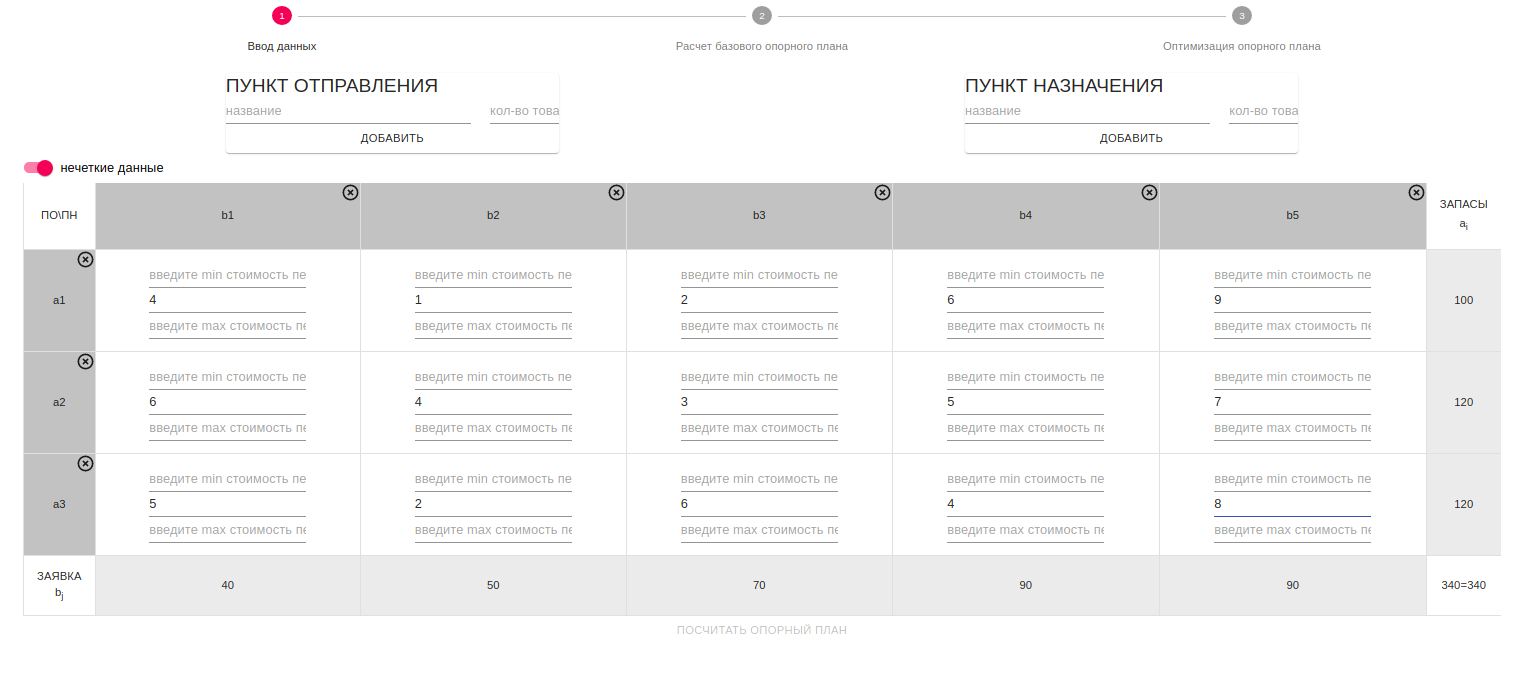 1 2 3
Ввод данных Расчет базового опорного плана Оптимизация опорного плана
ПУНКТ ОТПРАВЛЕНИЯ ПУНКТ НАЗНАЧЕНИЯ
название кол-во това название кол-во това
ДОБАВИТЬ ДОБАВИТЬ
нечеткие данные
ПО\ПН b1 b2 b3 b4 b5 ЗАПАСЫ
ai
введите min стоимость пе введите min стоимость пе введите min стоимость пе введите min стоимость пе введите min стоимость пе
a1 4 1 2 6 9 100
введите max стоимость пе введите max стоимость пе введите max стоимость пе введите max стоимость пе введите max стоимость пе
введите min стоимость пе введите min стоимость пе введите min стоимость пе введите min стоимость пе введите min стоимость пе
a2 6 4 3 5 7 120
введите max стоимость пе введите max стоимость пе введите max стоимость пе введите max стоимость пе введите max стоимость пе
введите min стоимость пе введите min стоимость пе введите min стоимость пе введите min стоимость пе введите min стоимость пе
a3 5 2 6 4 8 120
введите max стоимость пе введите max стоимость пе введите max стоимость пе введите max стоимость пе введите max стоимость пе
ЗАЯВКА
bj 40 50 70 90 90 340=340
ПОСЧИТАТЬ ОПОРНЫЙ ПЛАН